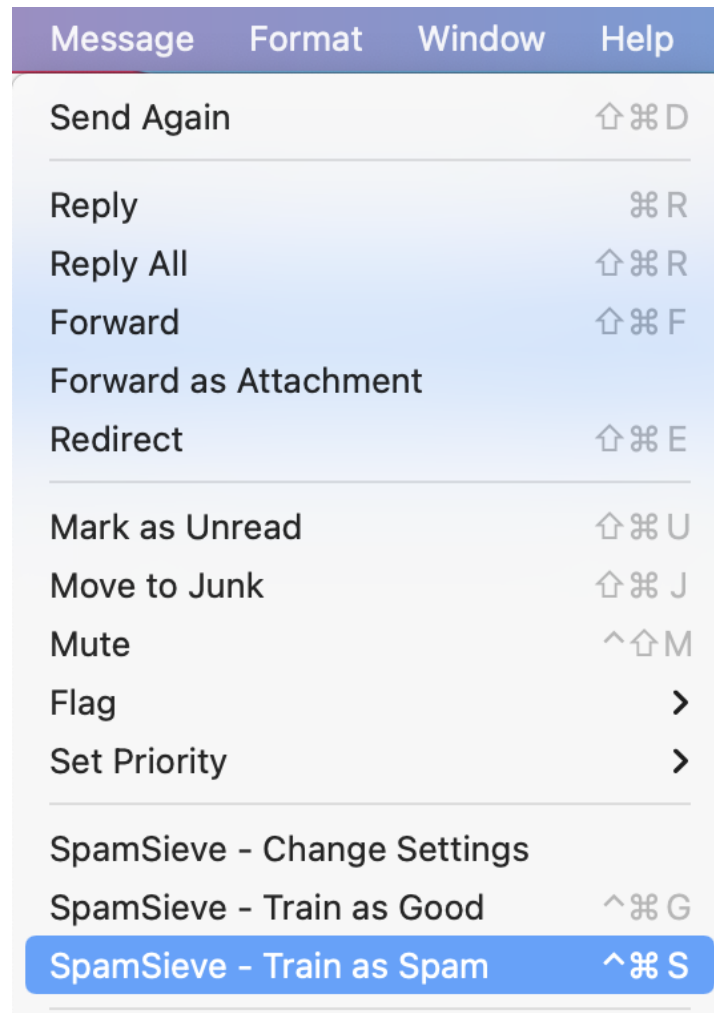 Message Format Window Help
Send Again ⇧⌘D
Reply ⌘R
Reply All ⇧⌘R
Forward ⇧⌘F
Forward as Attachment
Redirect ⇧⌘E
Mark as Unread ⇧⌘U
Move to Junk ⇧⌘J
Mute ^⇧M
Flag >
Set Priority >
SpamSieve - Change Settings
SpamSieve - Train as Good ^⌘G
SpamSieve - Train as Spam ^⌘S